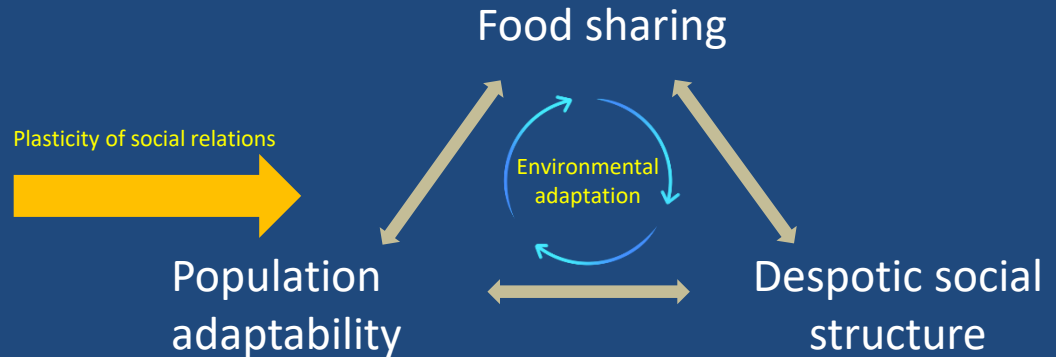 Food sharing
Plasticity of social relations
Environmental
adaptation
Population
adaptability
Despotic social
structure